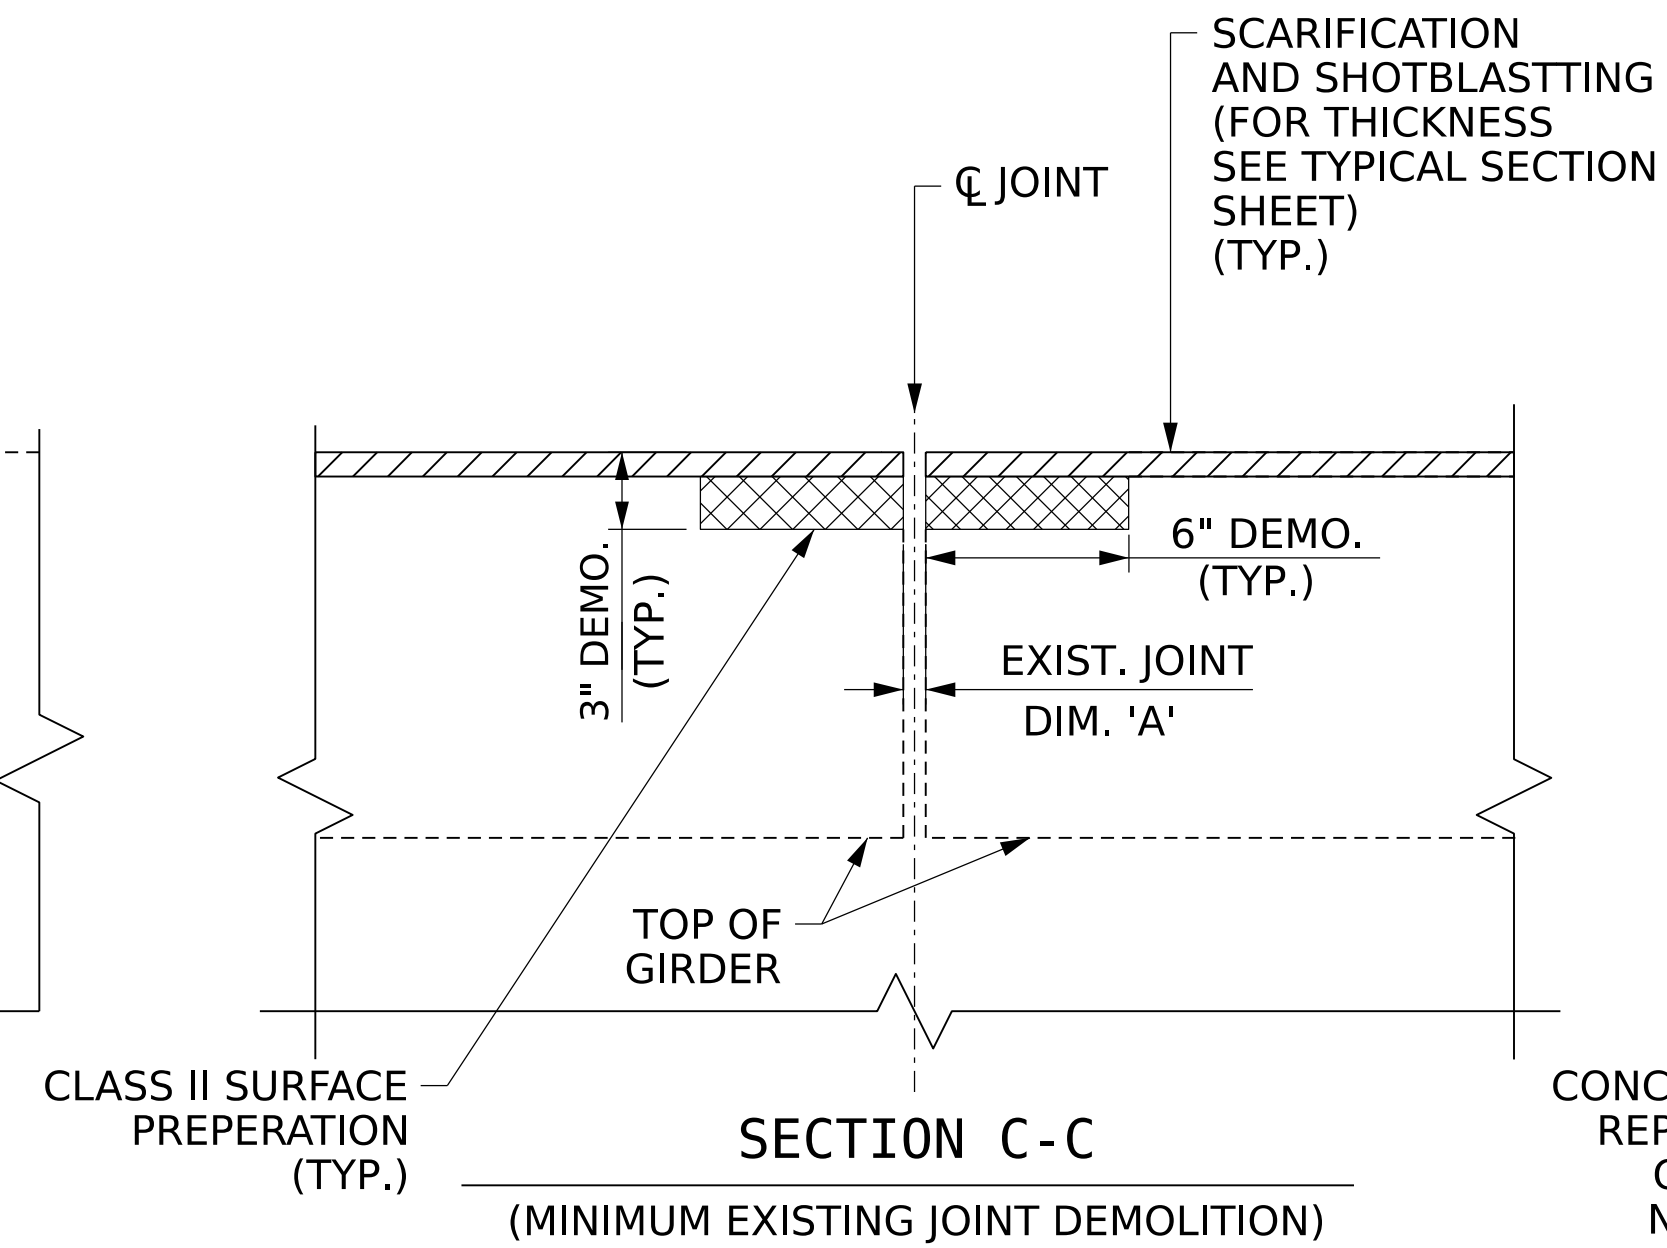 SCARIFICATION
AND SHOTBLASTTING
(FOR THICKNESS
SEE TYPICAL SECTION
SHEET)
(TYP.)
℄ JOINT
6" DEMO.
(TYP.)
3" DEMO.
(TYP.)
EXIST. JOINT
DIM. 'A'
TOP OF
GIRDER
CLASS II SURFACE
PREPERATION
(TYP.)
SECTION C-C
(MINIMUM EXISTING JOINT DEMOLITION)